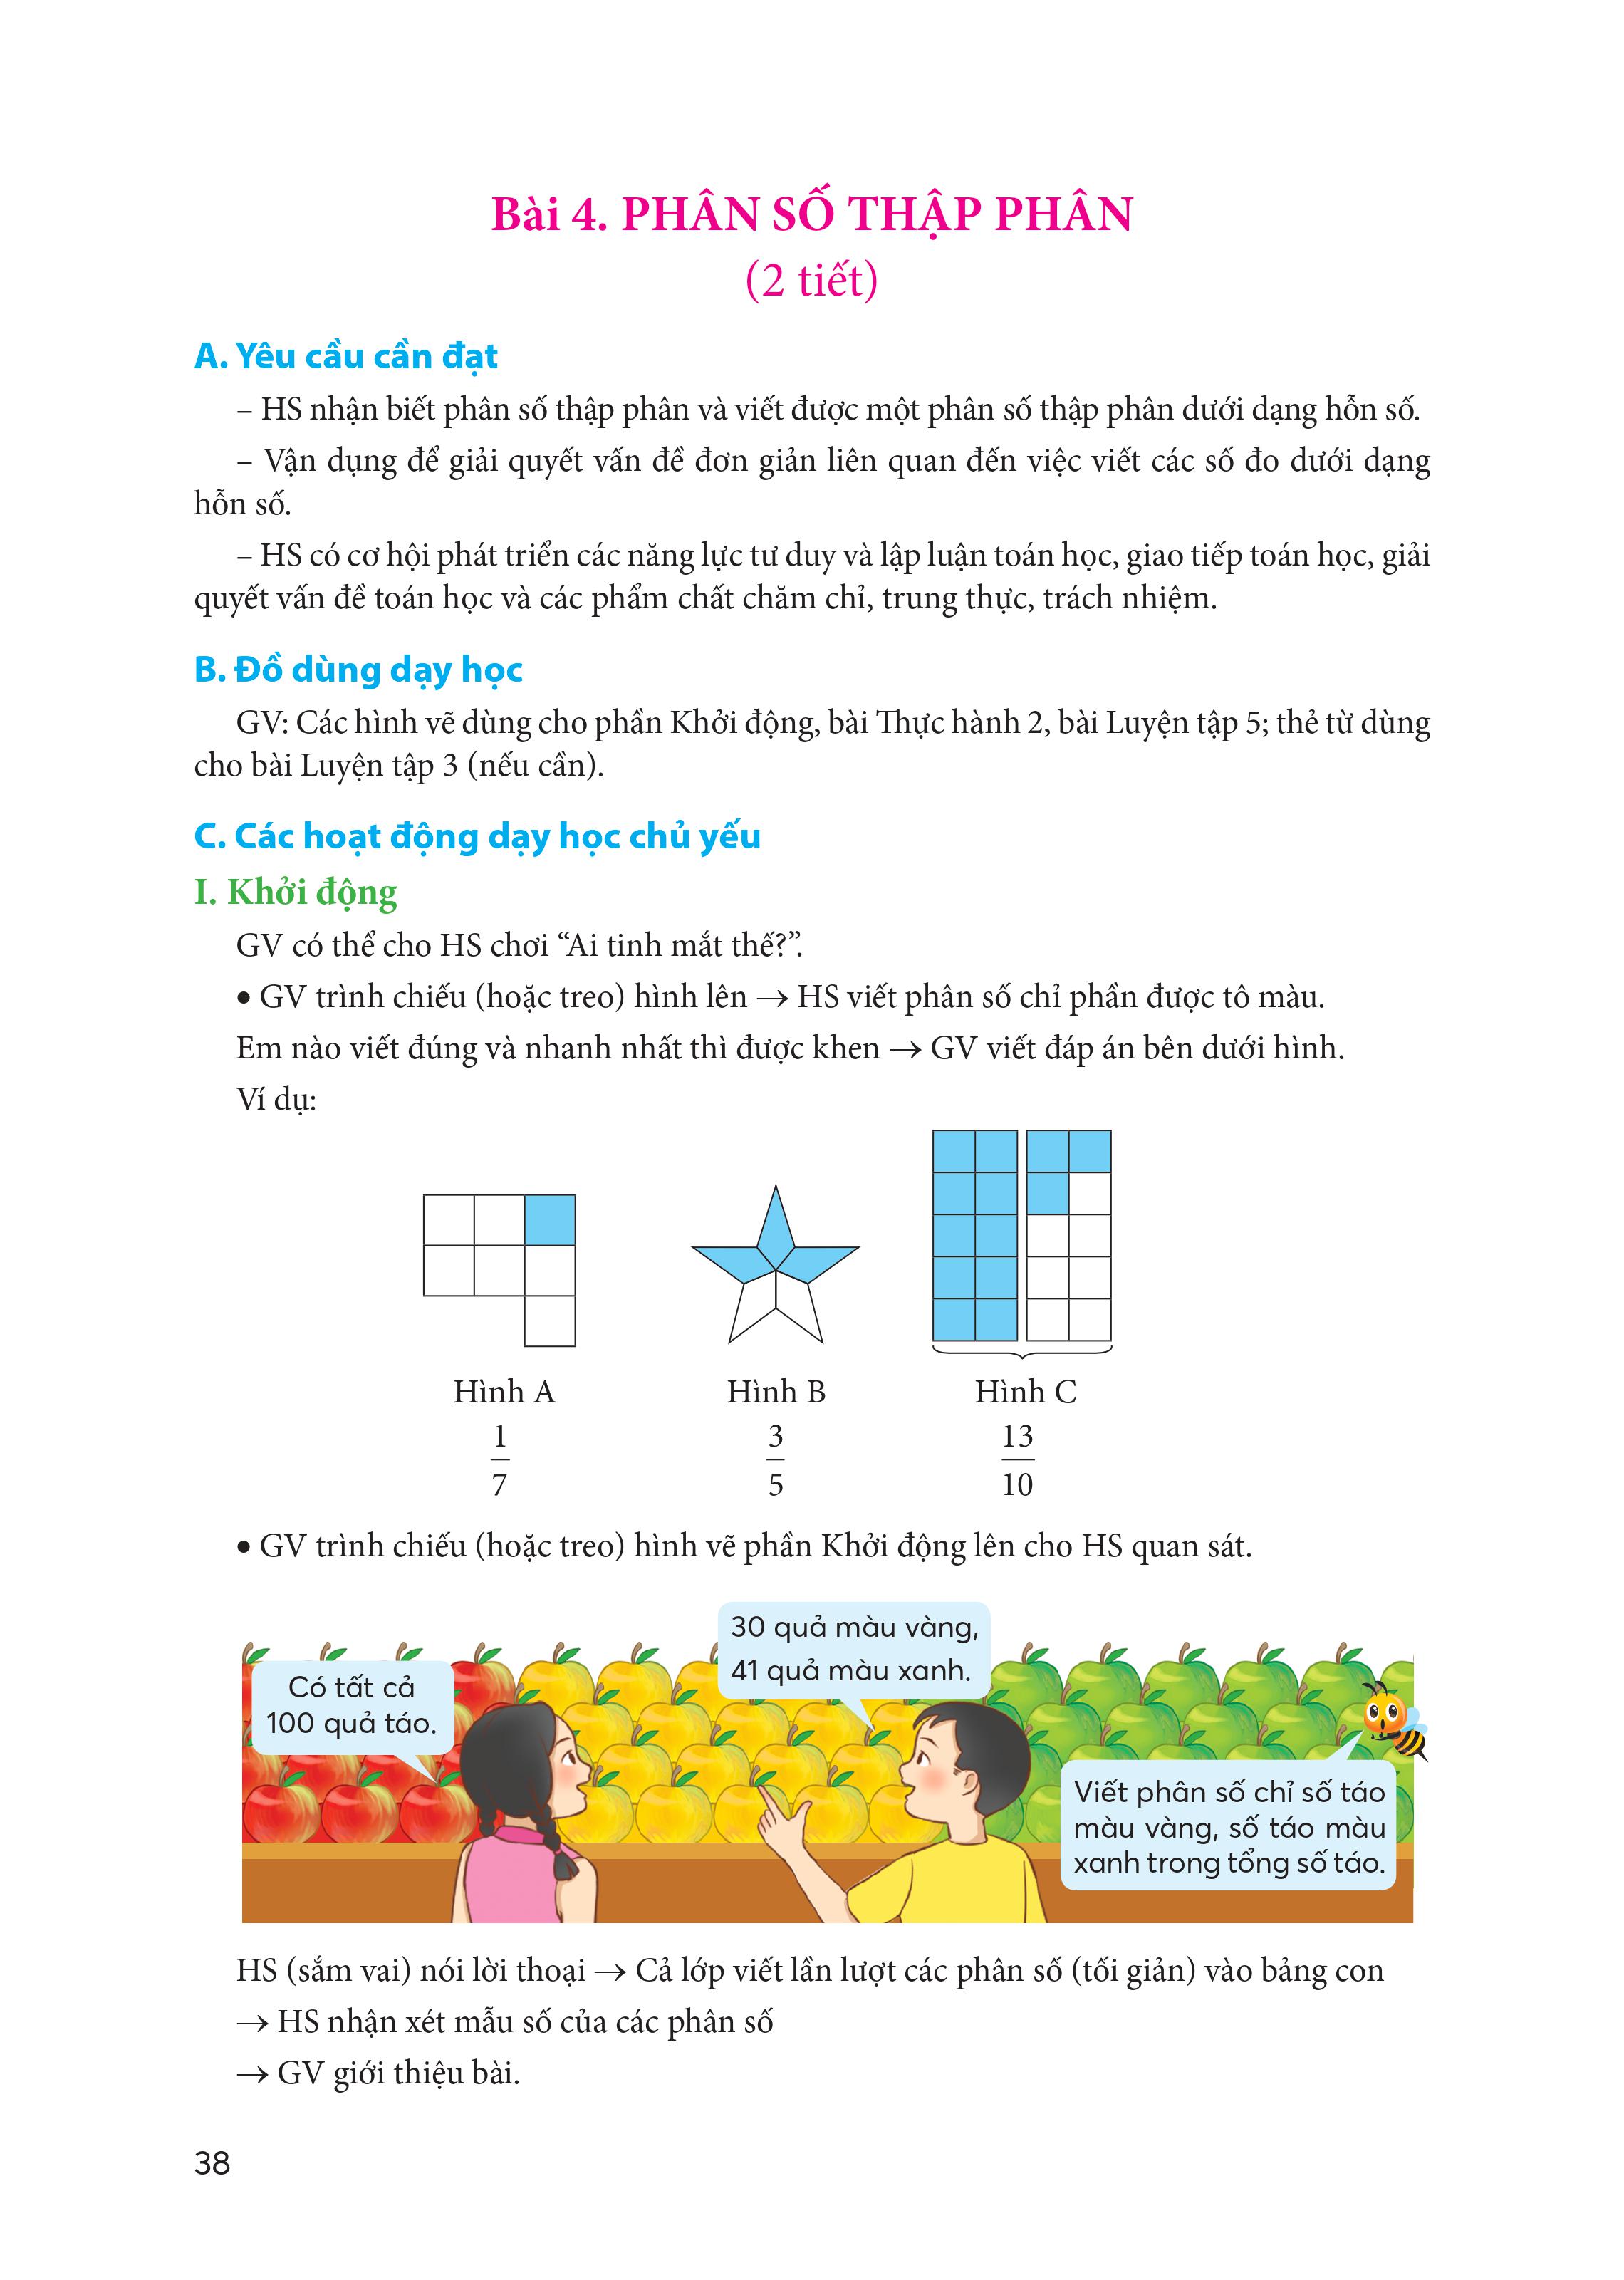 Bài 4. PHÂN SỐ THẬP PHÂN
(2 tiết)
A. Yêu cầu cần đạt
– HS nhận biết phân số thập phân và viết được một phân số thập phân dưới dạng hỗn số.
– Vận dụng để giải quyết vấn đề đơn giản liên quan đến việc viết các số đo dưới dạng
hỗn số.
– HS có cơ hội phát triển các năng lực tư duy và lập luận toán học, giao tiếp toán học, giải
quyết vấn đề toán học và các phẩm chất chăm chỉ, trung thực, trách nhiệm.
B. Đồ dùng dạy học
GV: Các hình vẽ dùng cho phần Khởi động, bài Thực hành 2, bài Luyện tập 5; thẻ từ dùng
cho bài Luyện tập 3 (nếu cần).
C. Các hoạt động dạy học chủ yếu
I. Khởi động
GV có thể cho HS chơi “Ai tinh mắt thế?”.
• GV trình chiếu (hoặc treo) hình lên → HS viết phân số chỉ phần được tô màu.
Em nào viết đúng và nhanh nhất thì được khen → GV viết đáp án bên dưới hình.
Ví dụ:
Hình A Hình B Hình C
1 3 13
7 5 10
• GV trình chiếu (hoặc treo) hình vẽ phần Khởi động lên cho HS quan sát.
Có tất cả
100 quả táo.
30 quả màu vàng,
41 quả màu xanh.
Viết phân số chỉ số táo
màu vàng, số táo màu
xanh trong tổng số táo.
HS (sắm vai) nói lời thoại → Cả lớp viết lần lượt các phân số (tối giản) vào bảng con
→ HS nhận xét mẫu số của các phân số
→ GV giới thiệu bài.
38